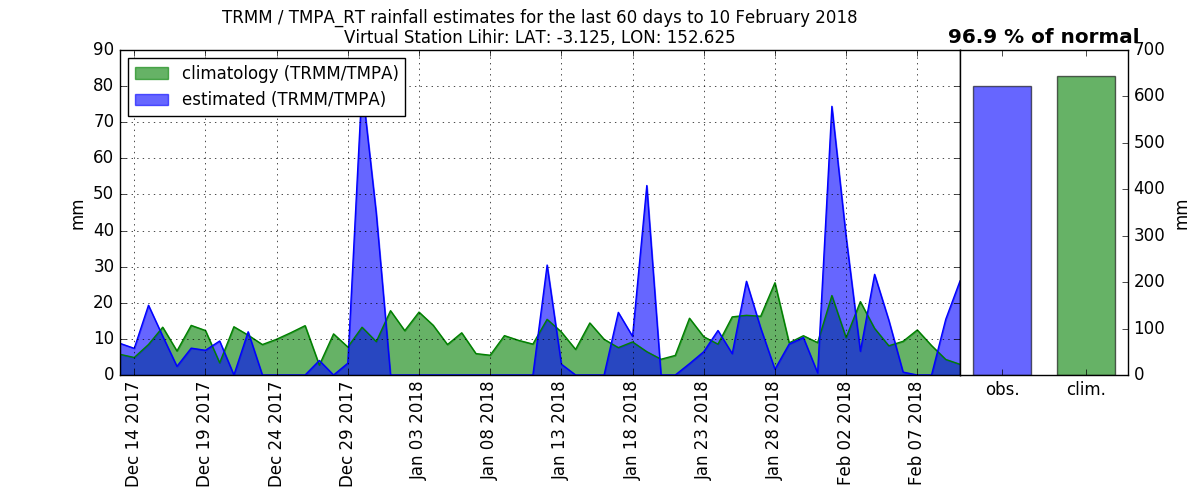 TRMM / TMPA_RT rainfall estimates for the last 60 days to 10 February 2018
Virtual Station Lihir: LAT: -3.125, LON: 152.625
96.9 % of normal
climatology (TRMM/TMPA)
estimated (TRMM/TMPA)
90
80
70
60
50
40
30
20
10
0
mm
Dec 14 2017
Dec 19 2017
Dec 24 2017
Dec 29 2017
Jan 03 2018
Jan 08 2018
Jan 13 2018
Jan 18 2018
Jan 23 2018
Jan 28 2018
Feb 02 2018
Feb 07 2018
obs.
clim.
700
600
500
400
300
200
100
0
mm